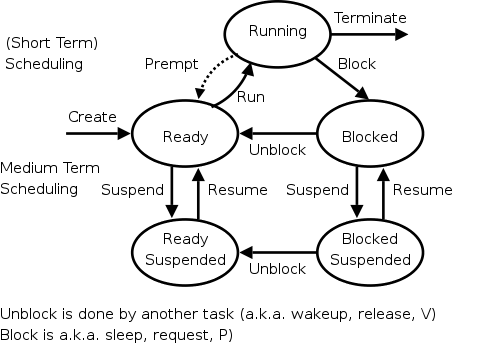 Terminate
Running
(Short Term)
Scheduling
Prempt
Block
Run
Create
Ready
Blocked
Unblock
Medium Term
Scheduling
Suspend
Resume
Suspend
Resume
Ready
Suspended
Blocked
Suspended
Unblock
Unblock is done by another task (a.k.a. wakeup, release, V)
Block is a.k.a. sleep, request, P)